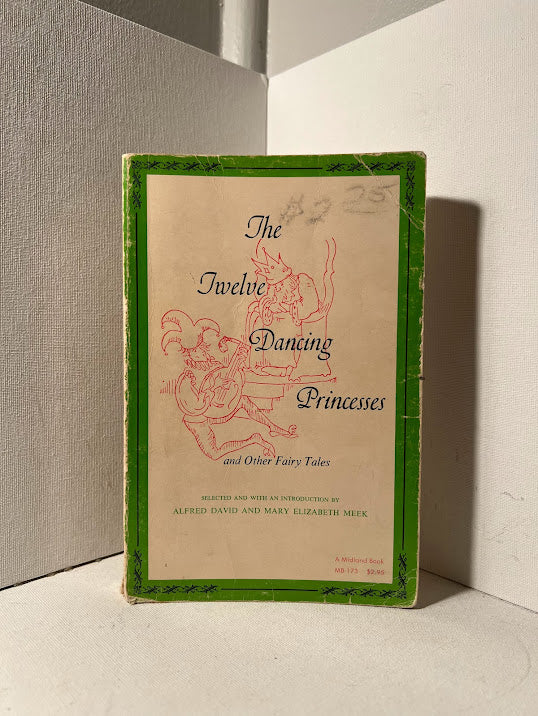 $2.25
The
Twelve
Dancing
Princesses
and Other Fairy Tales
SELECTED AND WITH AN INTRODUCTION BY
ALFRED DAVID AND MARY ELIZABETH MEEK
A Midland Book
MB-173 $2.95